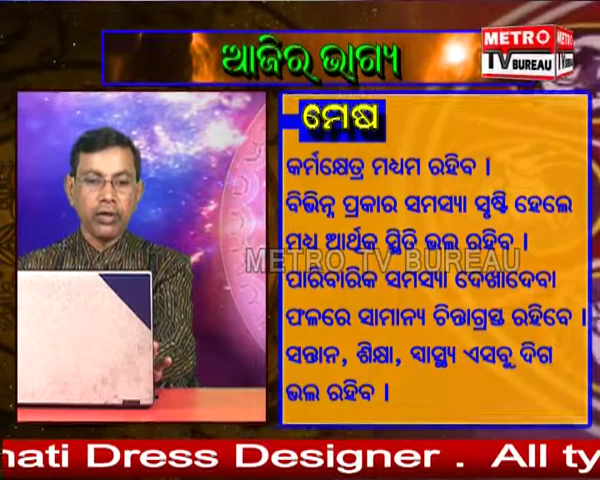 ଆଜିର ଭାଗ୍ୟ
METRO
TV BUREAU
ମେଷ
କର୍ମକ୍ଷେତ୍ର ମଧ୍ୟମ ରହିବ ।
ବିଭିନ୍ନ ପ୍ରକାର ସମସ୍ୟା ସୃଷ୍ଟି ହେଲେ
ମଧ୍ୟ ଆର୍ଥିକ ସ୍ଥିତି ଭଲ ରହିବ ।
METRO TV BUREAU
ପାରିବାରିକ ସମସ୍ୟା ଦେଖାଦେବା
ଫଳରେ ସାମାନ୍ୟ ଚିନ୍ତାଗ୍ରସ୍ତ ରହିବେ ।
ସନ୍ତାନ, ଶିକ୍ଷା, ସ୍ୱାସ୍ଥ୍ୟ ଏସବୁ ଦିଗ
ଭଲ ରହିବ ।
hati Dress Designer . All ty